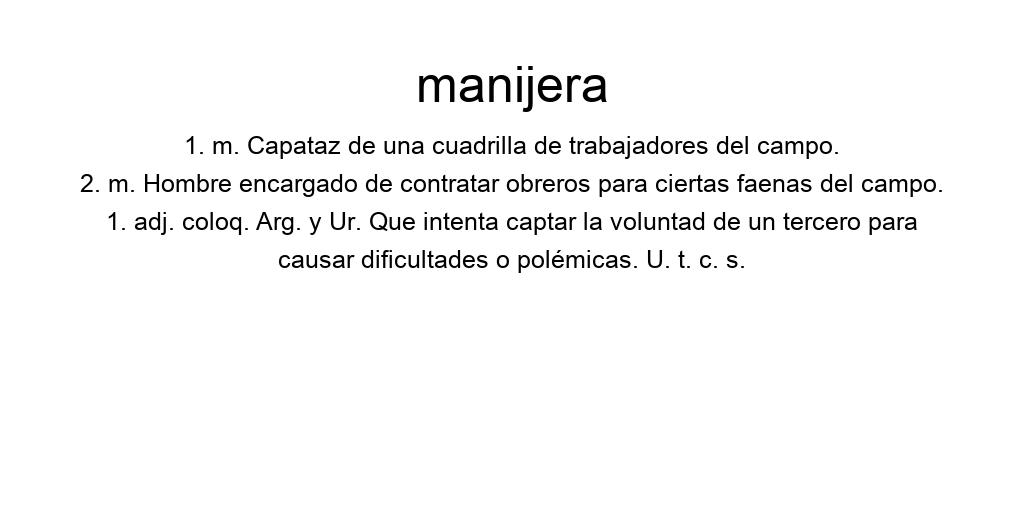 manijera
1. m. Capataz de una cuadrilla de trabajadores del campo.
2. m. Hombre encargado de contratar obreros para ciertas faenas del campo.
1. adj. coloq. Arg. y Ur. Que intenta captar la voluntad de un tercero para
causar dificultades o polémicas. U. t. c. s.